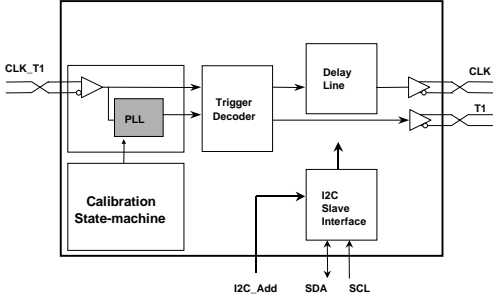 CLK_T1
PLL
Calibration
State-machine
Trigger
Decoder
Delay
Line
CLK
T1
I2C
Slave
Interface
I2C_Add
SDA
SCL